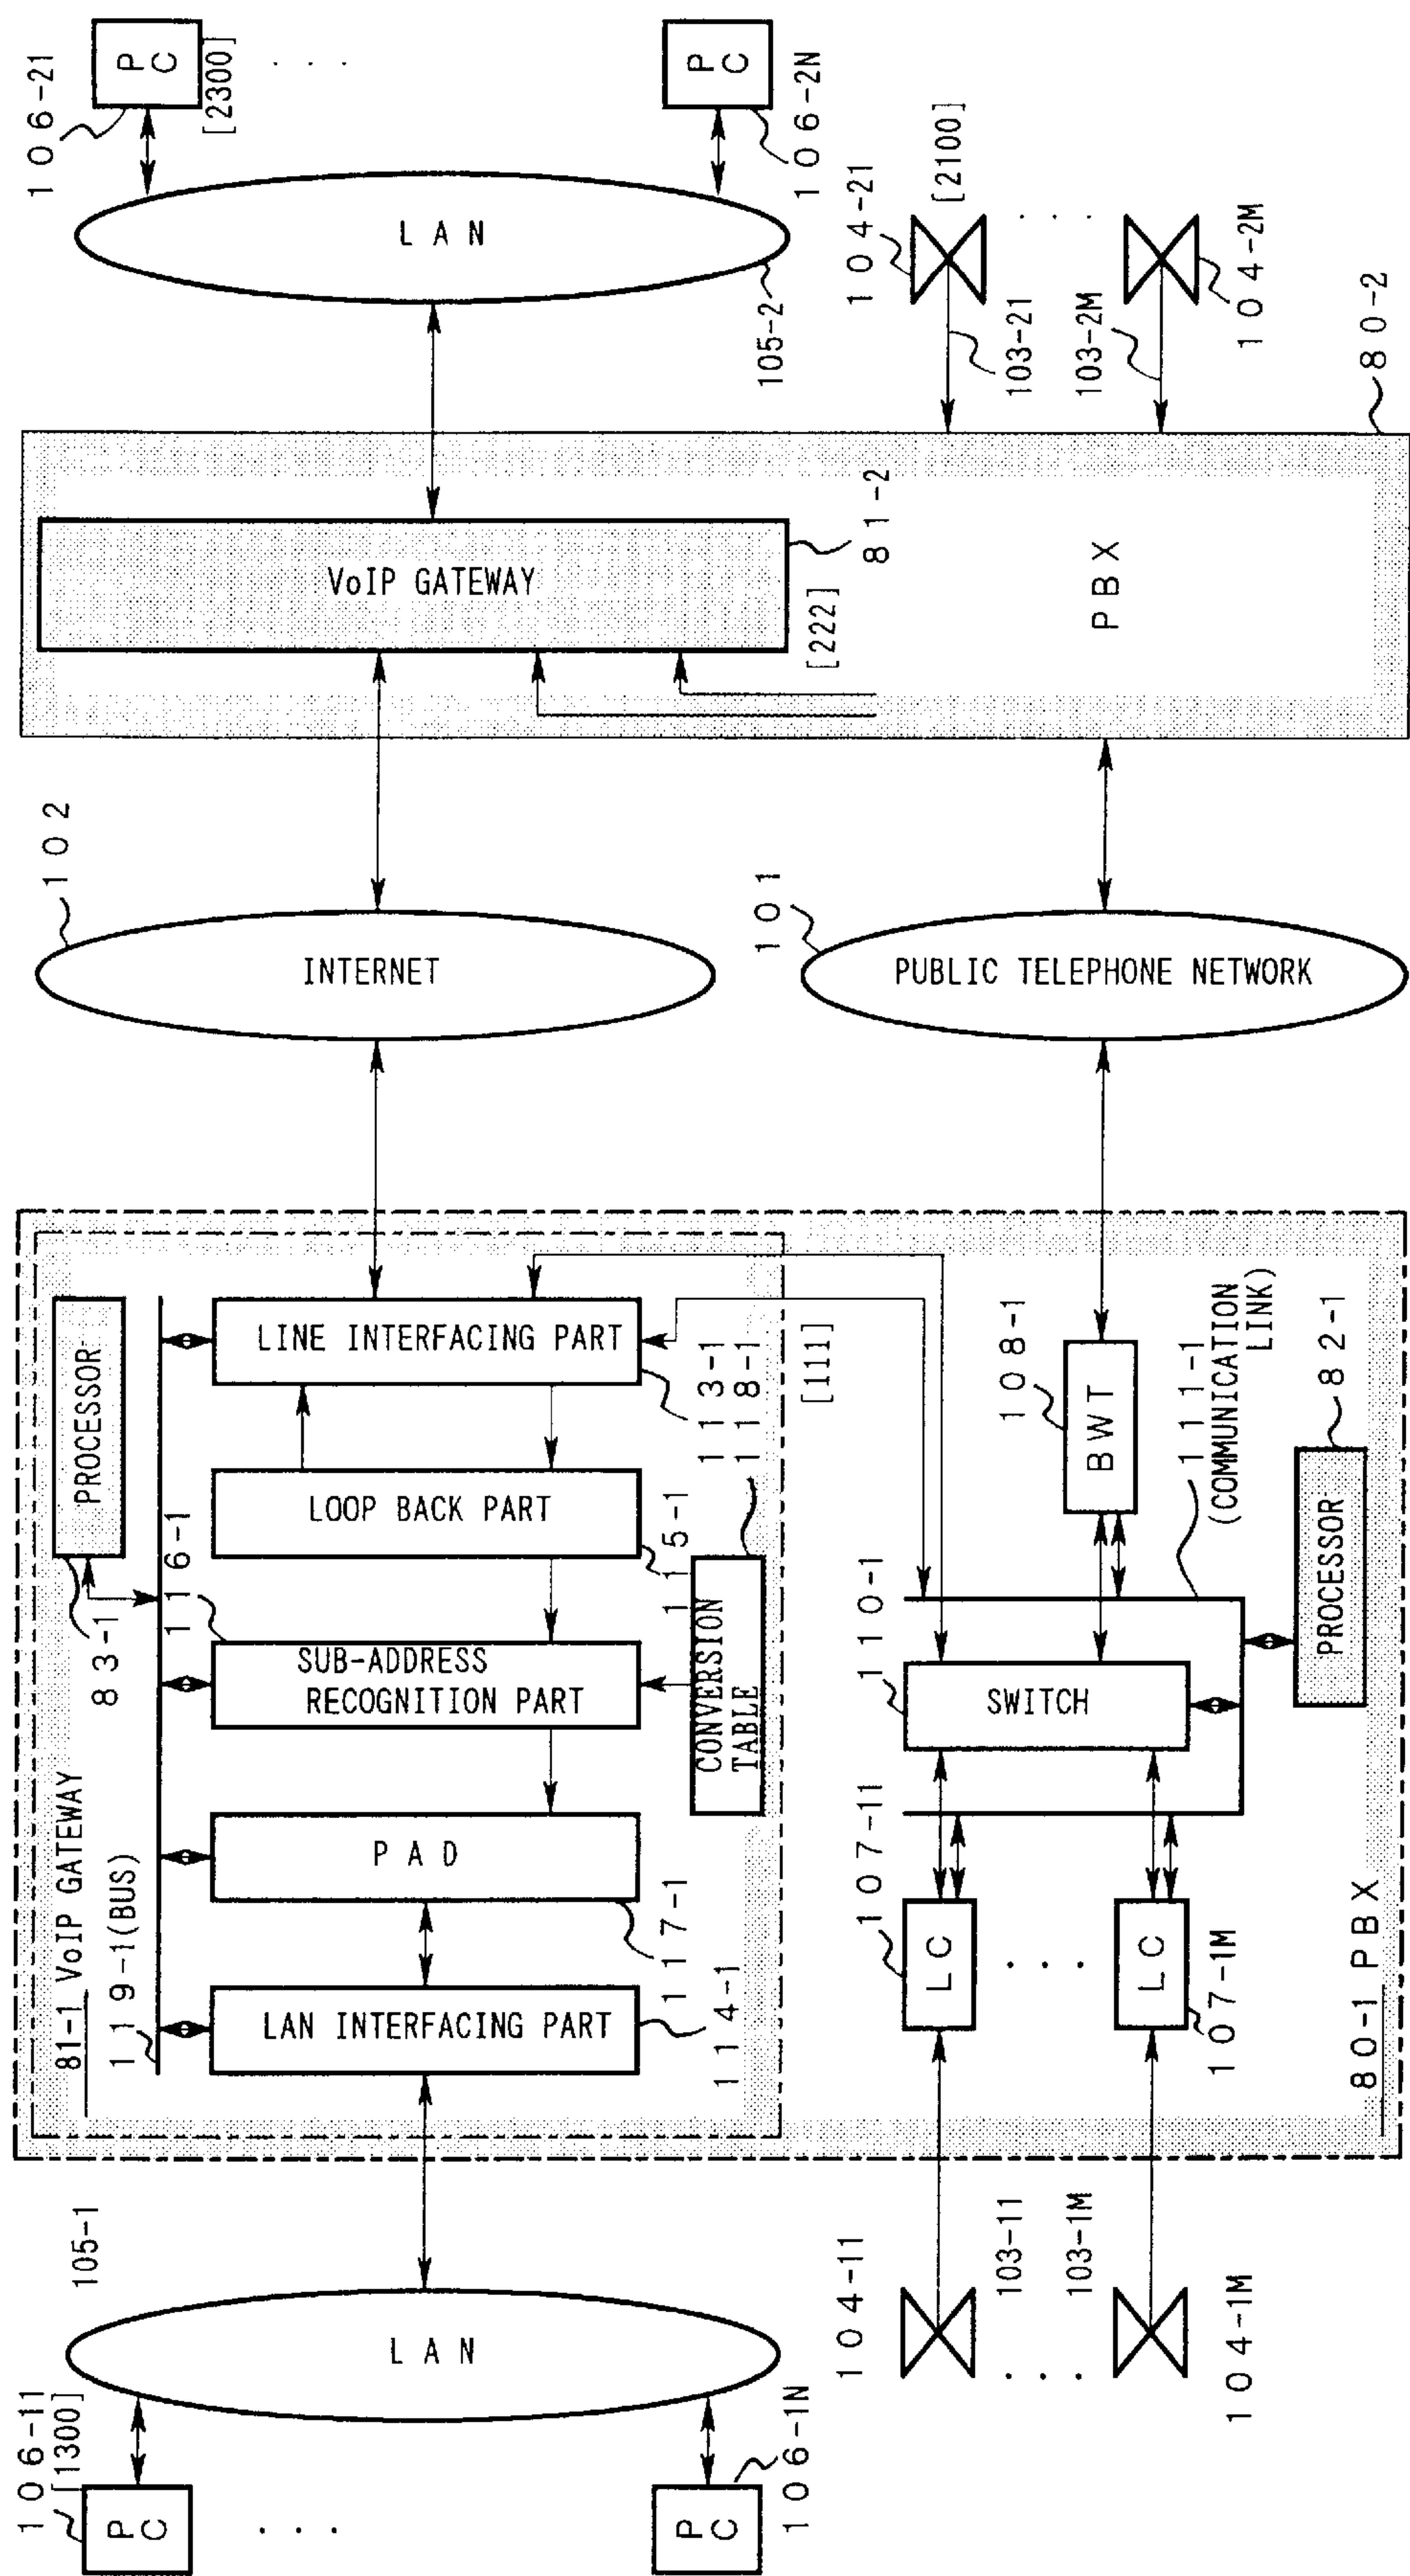 106-11
[1300]
PC
106-1N
PC
105-1
LAN
104-11
103-11
103-1M
104-1M
81-1 VoIP GATEWAY
119-1(BUS)
83-1
PROCESSOR
116-1
LAN INTERFACING PART
114-1
PAD
117-1
SUB-ADDRESS
RECOGNITION PART
CONVERSION
TABLE
LOOP BACK PART
115-1
LINE INTERFACING PART
113-1
118-1
[111]
107-11
LC
LC
107-1M
110-1
SWITCH
108-1
BWT
111-1
(COMMUNICATION
LINK)
82-1
PROCESSOR
80-1 PBX
102
INTERNET
101
PUBLIC TELEPHONE NETWORK
VoIP GATEWAY
81-2
[222]
PBX
80-2
105-2
LAN
106-21
PC
[2300]
PC
106-2N
104-21
[2100]
103-21
103-2M
104-2M